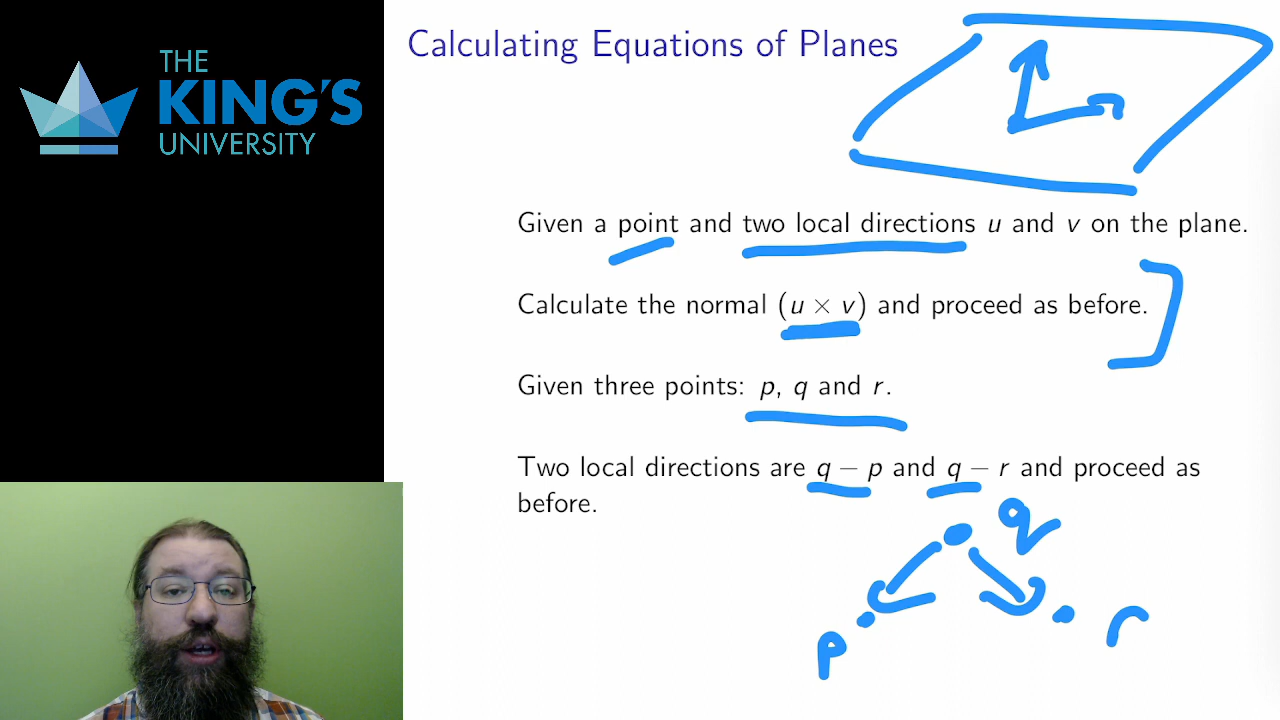 THE
KING'S
UNIVERSITY
Calculating Equations of Planes
Given a point and two local directions u and v on the plane.
Calculate the normal (u × v) and proceed as before.
Given three points: p, q and r.
Two local directions are q − p and q − r and proceed as
before.
q
p
r